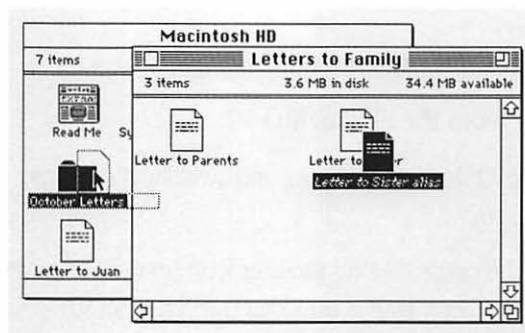 Macintosh HD
7 items
Letters to Family
3 items 3.6 MB in disk 34.4 MB available
Read Me
Sy
Letter to Parents
Letter to
Letter to Sister alias
October Letters
Letter to Juan